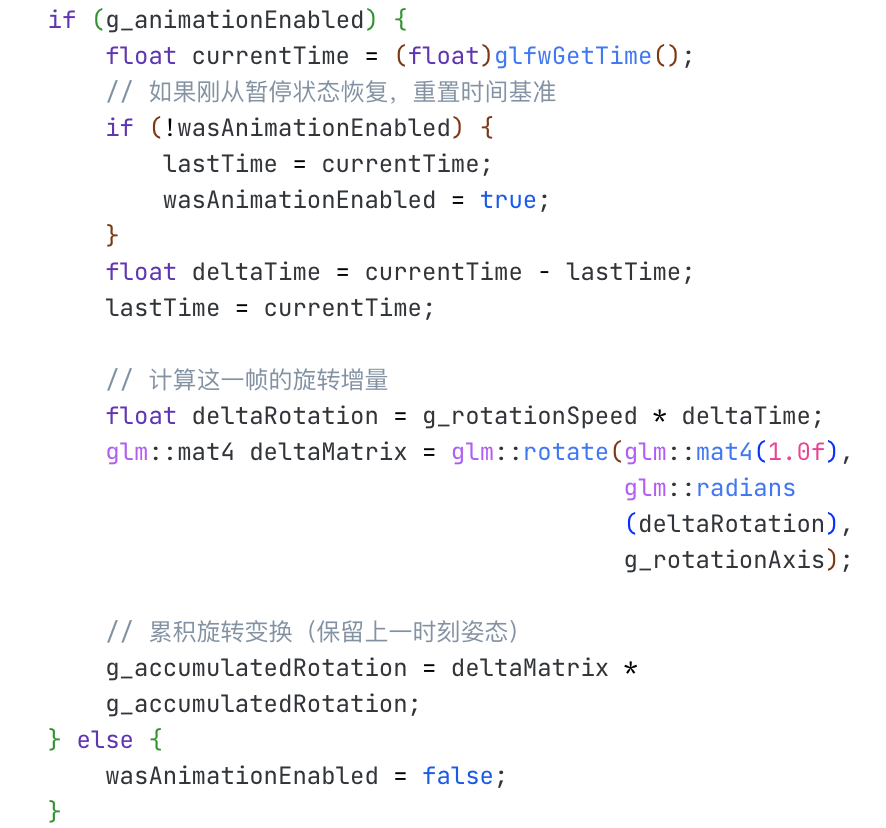 if (g_animationEnabled) {
    float currentTime = (float)glfwGetTime();
    // 如果刚从暂停状态恢复，重置时间基准
    if (!wasAnimationEnabled) {
        lastTime = currentTime;
        wasAnimationEnabled = true;
    }
    float deltaTime = currentTime - lastTime;
    lastTime = currentTime;

    // 计算这一帧的旋转增量
    float deltaRotation = g_rotationSpeed * deltaTime;
    glm::mat4 deltaMatrix = glm::rotate(glm::mat4(1.0f),
                                        glm::radians
                                        (deltaRotation),
                                        g_rotationAxis);

    // 累积旋转变换（保留上一时刻姿态）
    g_accumulatedRotation = deltaMatrix *
    g_accumulatedRotation;
} else {
    wasAnimationEnabled = false;
}